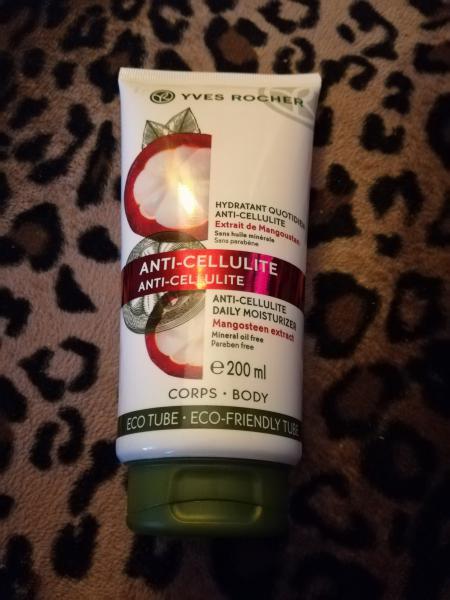 YVES ROCHER
HYDRATANT QUOTIDIEN
ANTI-CELLULITE
Extrait de Mangoustan
Sans huile minérale
Sans parabène
ANTI-CELLULITE
ANTI-CELLULITE
ANTI-CELLULITE
DAILY MOISTURIZER
Mangosteen extract
Mineral oil free
Paraben free
℮ 200 ml
CORPS · BODY
ECO TUBE · ECO-FRIENDLY TUBE